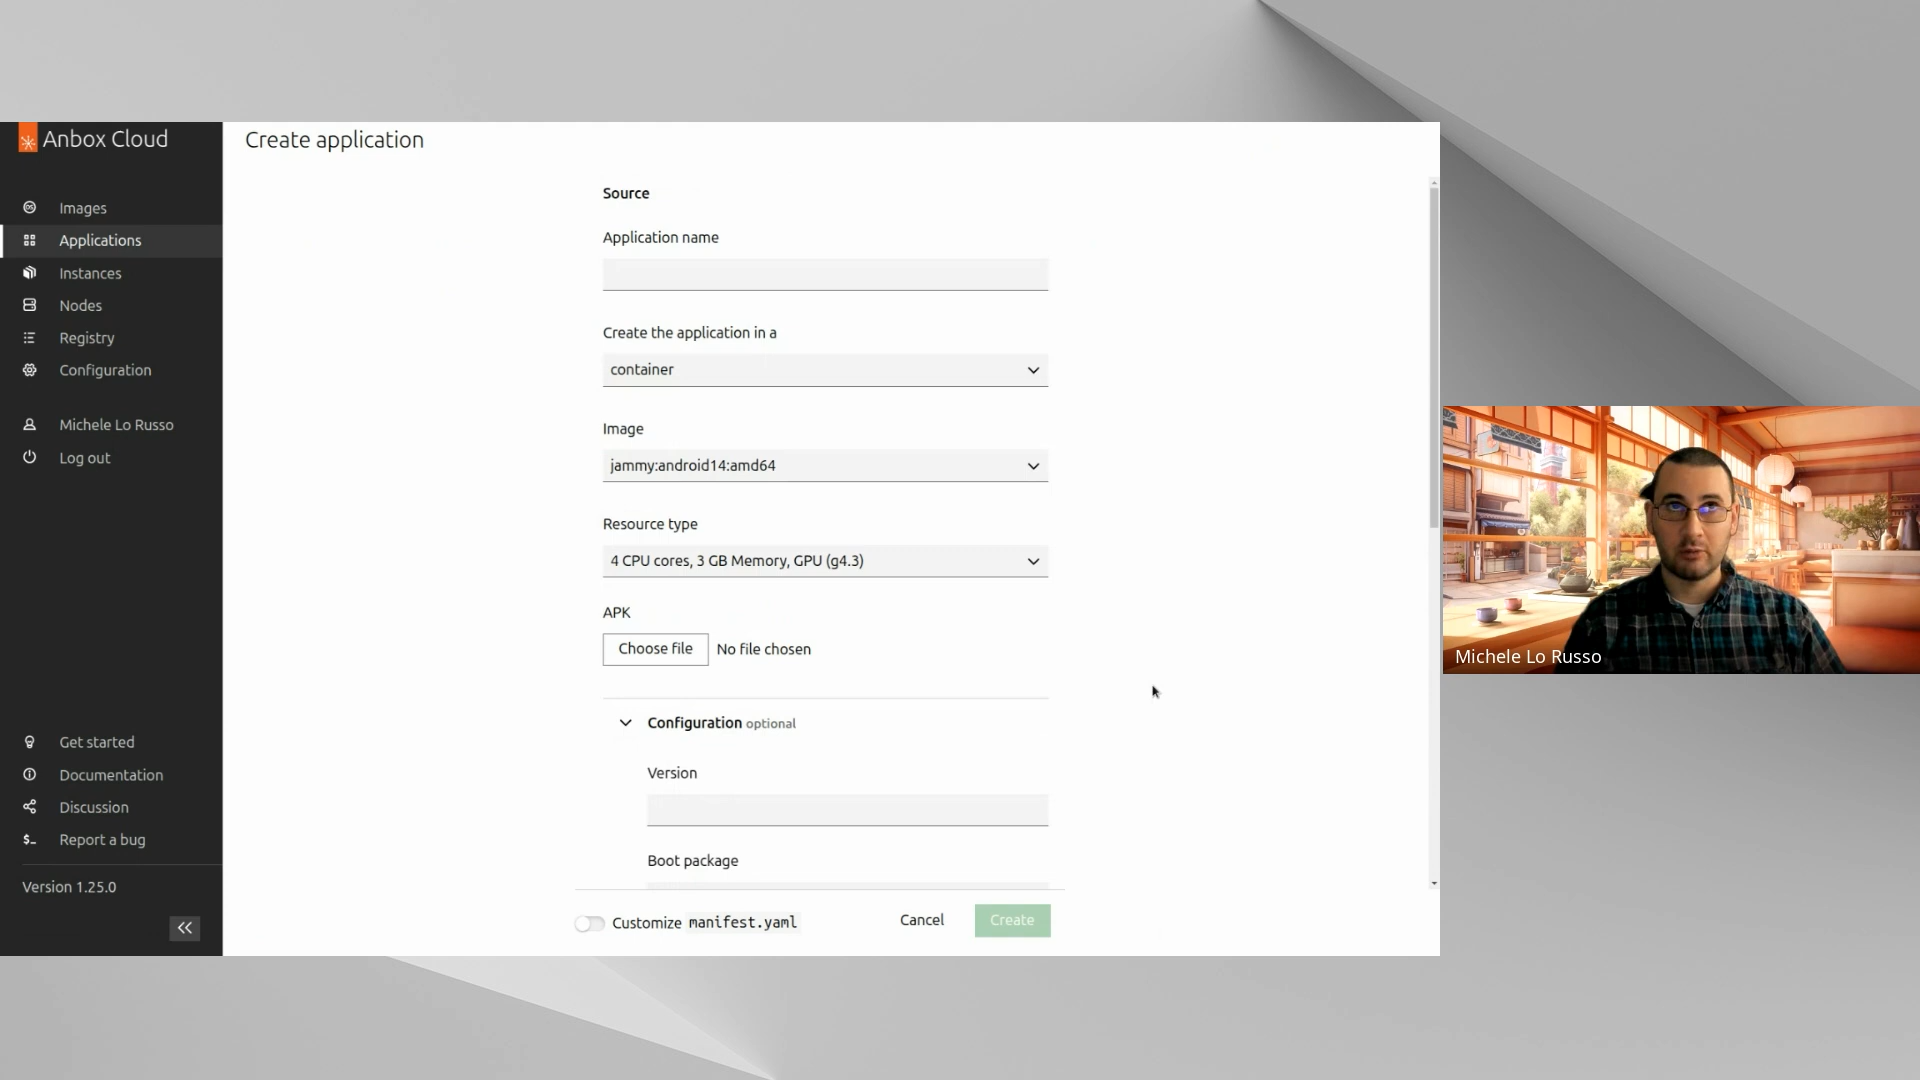 Anbox Cloud
Images
Applications
Instances
Nodes
Registry
Configuration
Michele Lo Russo
Log out
Get started
Documentation
Discussion
Report a bug
Version 1.25.0
Create application
Source
Application name
Create the application in a
container
Image
jammy:android14:amd64
Resource type
4 CPU cores, 3 GB Memory, GPU (g4.3)
APK
Choose file No file chosen
Configuration optional
Version
Boot package
Customize manifest.yaml
Cancel
Create
Michele Lo Russo